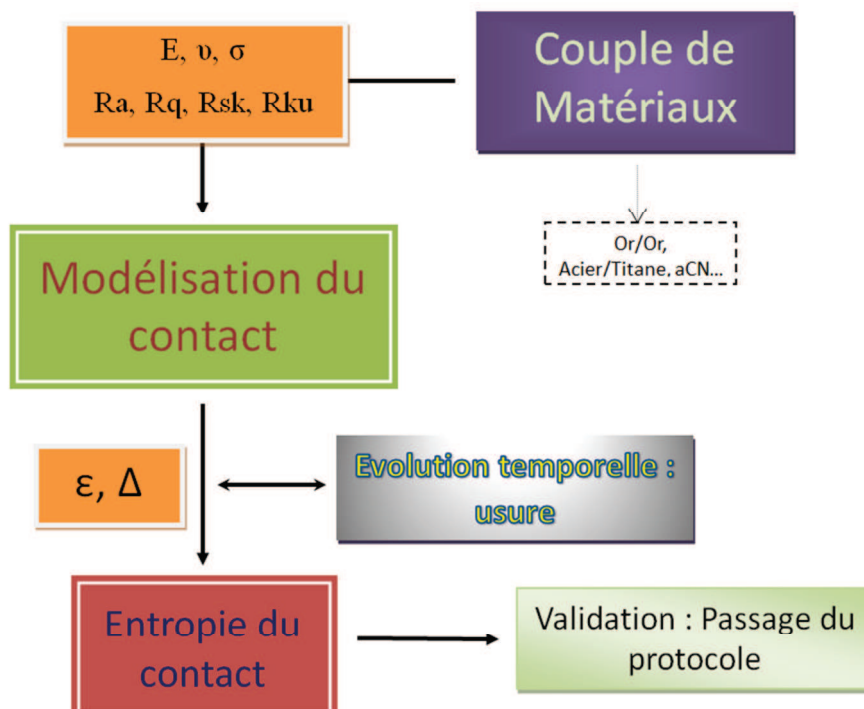 E, υ, σ
Ra, Rq, Rsk, Rku
Couple de
Matériaux
Or/Or,
Acier/Titane, aCN...
Modélisation du
contact
ε, Δ
Evolution temporelle :
usure
Entropie du
contact
Validation : Passage du
protocole